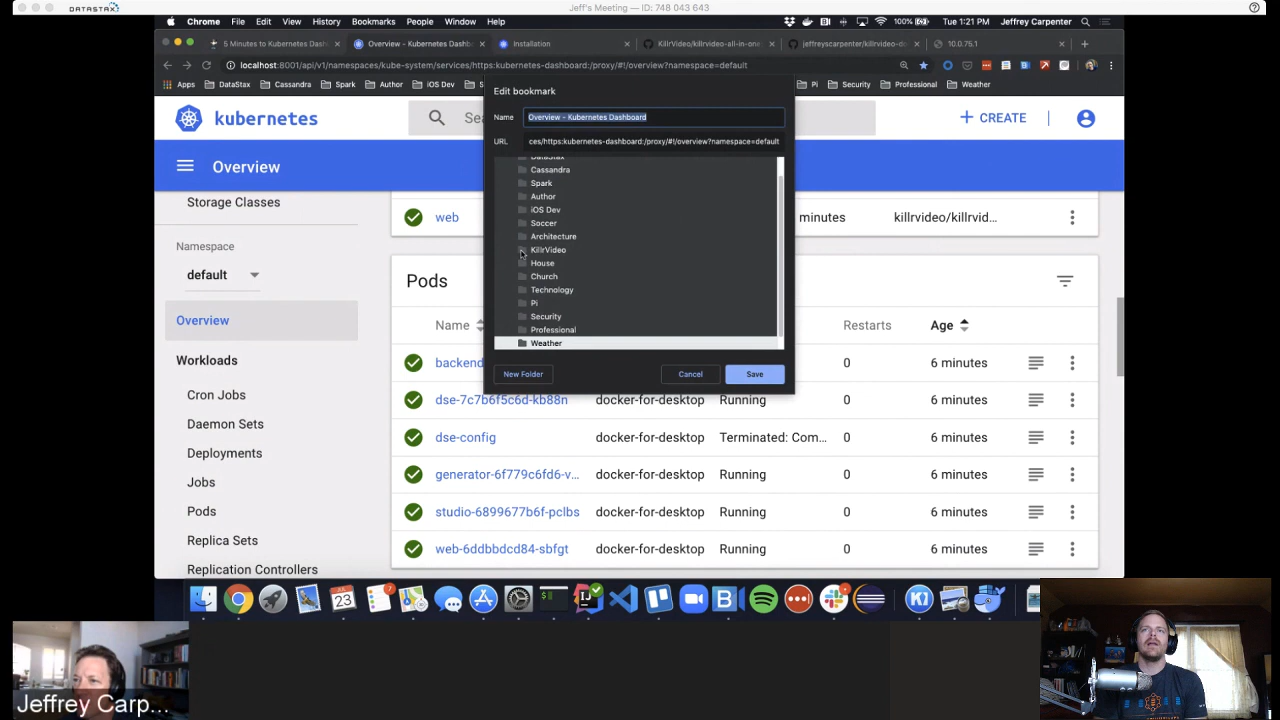 DATASTAX
Jeff's Meeting — ID: 748 043 643
Chrome File Edit View History Bookmarks People Window Help
100% Tue 1:21 PM Jeffrey Carpenter
5 Minutes to Kubernetes Dash
Overview - Kubernetes Dashb
Installation
KillrVideo/killrvideo-all-in-one
jeffreyscarpenter/killrvideo-de
10.0.75.1
localhost:8001/api/v1/namespaces/kube-system/services/https:kubernetes-dashboard:/proxy/#!/overview?namespace=default
Apps DataStax Cassandra Spark Author iOS Dev Pi Security Professional Weather
kubernetes
CREATE
Overview
Edit bookmark
Name Overview - Kubernetes Dashboard
URL ces/https:kubernetes-dashboard:/proxy/#!/overview?namespace=default
DataStax
Cassandra
Spark
Author
iOS Dev
Soccer
Architecture
KillrVideo
House
Church
Technology
Pi
Security
Professional
Weather
New Folder Cancel Save
Storage Classes
Namespace
default
Overview
Workloads
Cron Jobs
Daemon Sets
Deployments
Jobs
Pods
Replica Sets
Replication Controllers
web minutes killrvideo/killrvid...
Pods
Name Restarts Age
backend 0 6 minutes
dse-7c7b6f5c6d-kb88n docker-for-desktop Running 0 6 minutes
dse-config docker-for-desktop Terminated: Com... 0 6 minutes
generator-6f779c6fd6-v... docker-for-desktop Running 0 6 minutes
studio-6899677b6f-pclbs docker-for-desktop Running 0 6 minutes
web-6ddbbdcd84-sbfgt docker-for-desktop Running 0 6 minutes
23
7
Jeffrey Carp...